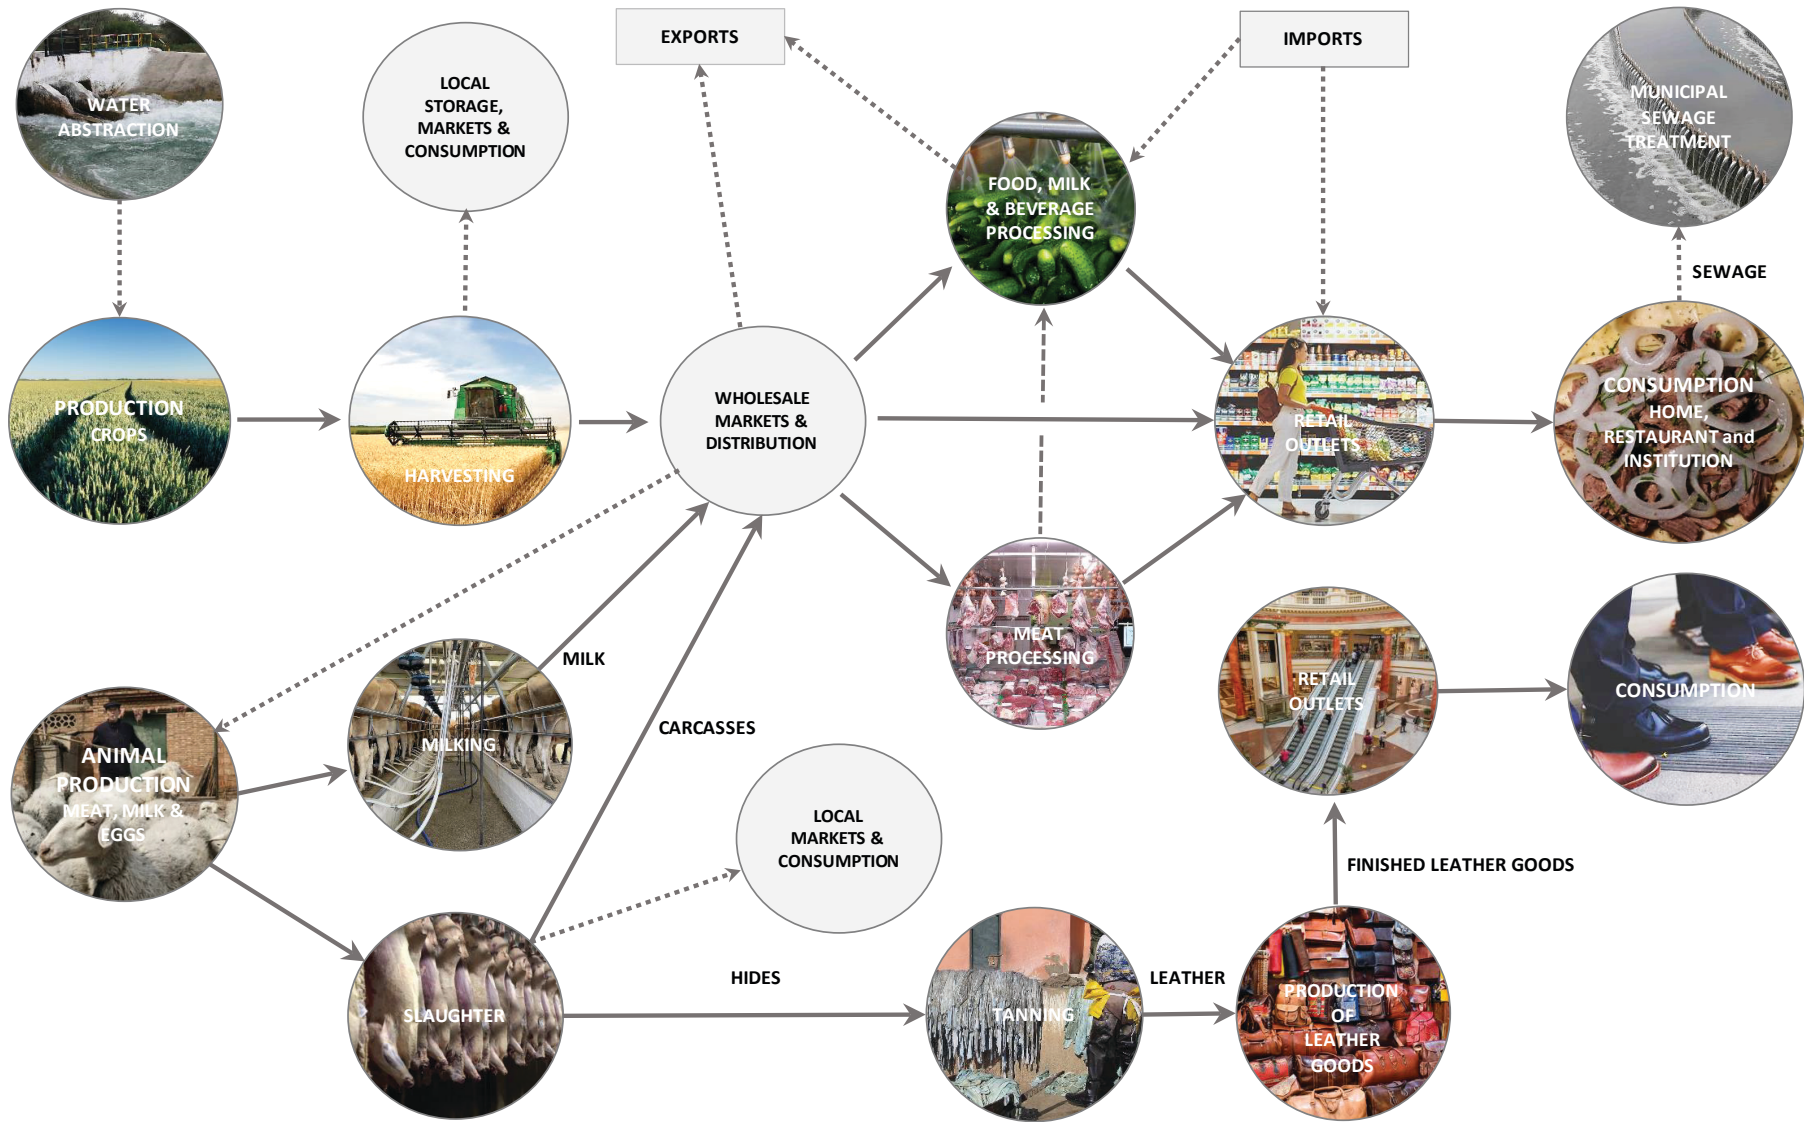 WATER
ABSTRACTION
LOCAL
STORAGE,
MARKETS &
CONSUMPTION
EXPORTS
IMPORTS
MUNICIPAL
SEWAGE
TREATMENT
FOOD, MILK
& BEVERAGE
PROCESSING
SEWAGE
PRODUCTION
CROPS
HARVESTING
WHOLESALE
MARKETS &
DISTRIBUTION
RETAIL
OUTLETS
CONSUMPTION
HOME,
RESTAURANT and
INSTITUTION
MILK
MEAT
PROCESSING
CARCASSES
ANIMAL
PRODUCTION
MEAT, MILK &
EGGS
MILKING
RETAIL
OUTLETS
CONSUMPTION
LOCAL
MARKETS &
CONSUMPTION
FINISHED LEATHER GOODS
SLAUGHTER
HIDES
TANNING
LEATHER
PRODUCTION
OF
LEATHER
GOODS